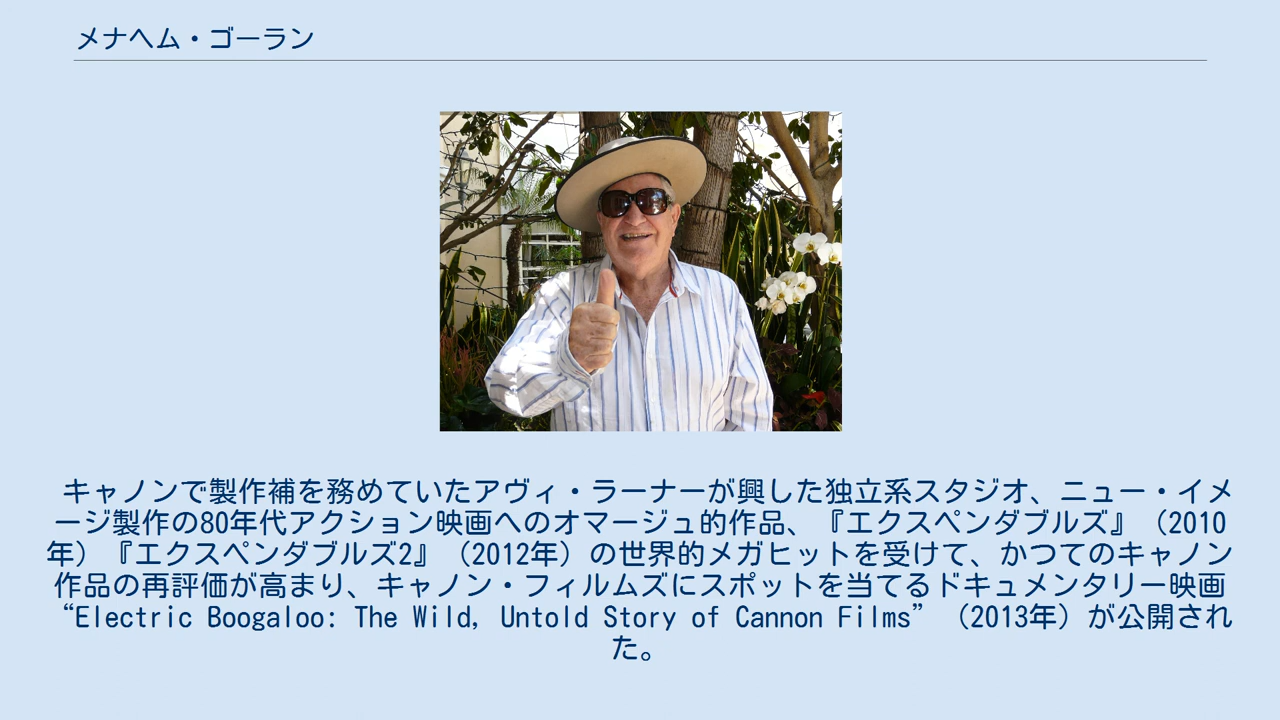 メナヘム・ゴーラン
キャノンで製作補を務めていたアヴィ・ラーナーが興した独立系スタジオ、ニュー・イメ
ージ製作の80年代アクション映画へのオマージュ的作品、『エクスペンダブルズ』（2010
年）『エクスペンダブルズ2』（2012年）の世界的メガヒットを受けて、かつてのキャノン
作品の再評価が高まり、キャノン・フィルムズにスポットを当てるドキュメンタリー映画
“Electric Boogaloo: The Wild, Untold Story of Cannon Films”（2013年）が公開され
た。